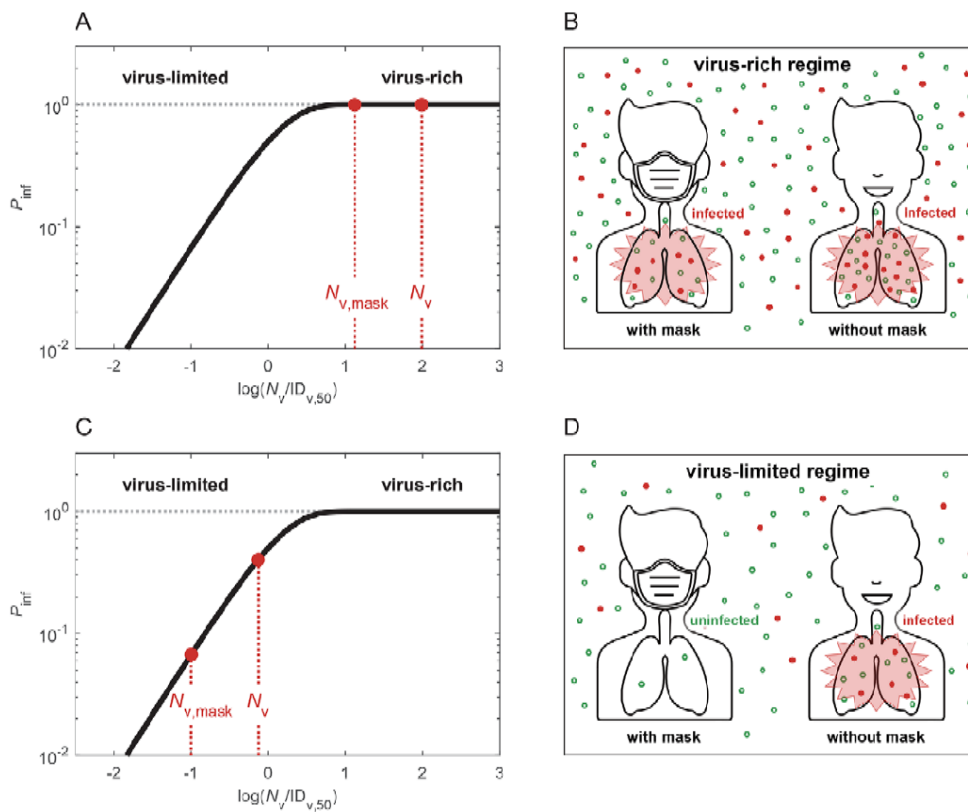 A
virus-limited virus-rich
10^0
10^-1
10^-2
P_inf
N_v,mask N_v
-2 -1 0 1 2 3
log(N_v/ID_v,50)
B
virus-rich regime
infected Infected
with mask without mask
C
virus-limited virus-rich
10^0
10^-1
10^-2
P_inf
N_v,mask N_v
-2 -1 0 1 2 3
log(N_v/ID_v,50)
D
virus-limited regime
uninfected infected
with mask without mask